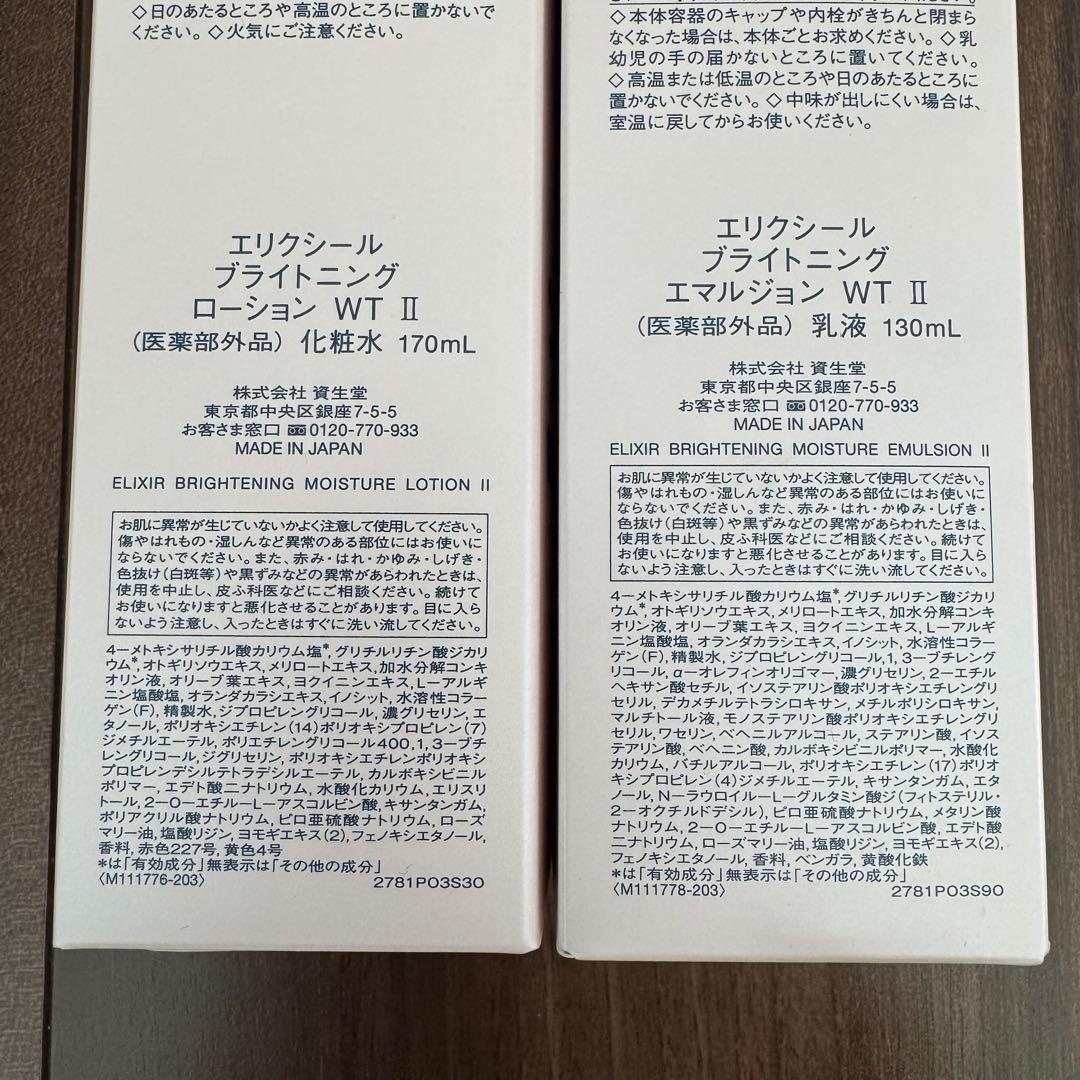 ◇日のあたるところや高温のところに置かないで
ください。◇火気にご注意ください。
エリクシール
ブライトニング
ローション WT Ⅱ
(医薬部外品) 化粧水 170mL
株式会社 資生堂
東京都中央区銀座7-5-5
お客さま窓口 0120-770-933
MADE IN JAPAN
ELIXIR BRIGHTENING MOISTURE LOTION II
お肌に異常が生じていないかよく注意して使用してください。
傷やはれもの・湿しんなど異常のある部位にはお使いに
ならないでください。また、赤み・はれ・かゆみ・しげき・
色抜け(白斑等)や黒ずみなどの異常があらわれたときは、
使用を中止し、皮ふ科医などにご相談ください。続けて
お使いになりますと悪化させることがあります。目に入ら
ないよう注意し、入ったときはすぐに洗い流してください。
4ーメトキシサリチル酸カリウム塩*, グリチルリチン酸ジカリ
ウム*, オトギリソウエキス, メリロートエキス, 加水分解コンキ
オリン液, オリーブ葉エキス, ヨクイニンエキス, Lーアルギ
ニン塩酸塩, オランダカラシエキス, イノシット, 水溶性コラー
ゲン(F), 精製水, ジプロピレングリコール, 濃グリセリン, エ
タノール, ポリオキシエチレン(14)ポリオキシプロピレン(7)
ジメチルエーテル, ポリエチレングリコール400, 1, 3ーブチ
レングリコール, ジグリセリン, ポリオキシエチレンポリオキ
シプロピレンデシルテトラデシルエーテル, カルボキシビニル
ポリマー, エデト酸二ナトリウム, 水酸化カリウム, エリスリ
トール, 2ーOーエチルーLーアスコルビン酸, キサンタンガム,
ポリアクリル酸ナトリウム, ピロ亜硫酸ナトリウム, ローズ
マリー油, 塩酸リジン, ヨモギエキス(2), フェノキシエタノール,
香料, 赤色227号, 黄色4号
*は「有効成分」無表示は「その他の成分」
〈M111776-203〉 2781P03S30
◇本体容器のキャップや内栓がきちんと閉まら
なくなった場合は、本体ごとお求めください。◇乳
幼児の手の届かないところに置いてください。
◇高温または低温のところや日のあたるところに
置かないでください。◇中味が出しにくい場合は、
室温に戻してからお使いください。
エリクシール
ブライトニング
エマルジョン WT Ⅱ
(医薬部外品) 乳液 130mL
株式会社 資生堂
東京都中央区銀座7-5-5
お客さま窓口 0120-770-933
MADE IN JAPAN
ELIXIR BRIGHTENING MOISTURE EMULSION II
お肌に異常が生じていないかよく注意して使用してください。
傷やはれもの・湿しんなど異常のある部位にはお使いに
ならないでください。また、赤み・はれ・かゆみ・しげき・
色抜け(白斑等)や黒ずみなどの異常があらわれたときは、
使用を中止し、皮ふ科医などにご相談ください。続けて
お使いになりますと悪化させることがあります。目に入ら
ないよう注意し、入ったときはすぐに洗い流してください。
4ーメトキシサリチル酸カリウム塩*, グリチルリチン酸ジカリ
ウム*, オトギリソウエキス, メリロートエキス, 加水分解コンキ
オリン液, オリーブ葉エキス, ヨクイニンエキス, Lーアルギ
ニン塩酸塩, オランダカラシエキス, イノシット, 水溶性コラー
ゲン(F), 精製水, ジプロピレングリコール, 1, 3ーブチレング
リコール, αーオレフィンオリゴマー, 濃グリセリン, 2ーエチル
ヘキサン酸セチル, イソステアリン酸ポリオキシエチレングリ
セリル, デカメチルテトラシロキサン, メチルポリシロキサン,
マルチトール液, モノステアリン酸ポリオキシエチレングリ
セリル, ワセリン, ベヘニルアルコール, ステアリン酸, イソス
テアリン酸, ベヘニン酸, カルボキシビニルポリマー, 水酸化
カリウム, バチルアルコール, ポリオキシエチレン(17)ポリオ
キシプロピレン(4)ジメチルエーテル, キサンタンガム, エタ
ノール, NーラウロイルーLーグルタミン酸ジ(フィトステリル・
2ーオクチルドデシル), ピロ亜硫酸ナトリウム, メタリン酸
ナトリウム, 2ーOーエチルーLーアスコルビン酸, エデト酸
二ナトリウム, ローズマリー油, 塩酸リジン, ヨモギエキス(2),
フェノキシエタノール, 香料, ベンガラ, 黄酸化鉄
*は「有効成分」無表示は「その他の成分」
〈M111778-203〉 2781P03S90